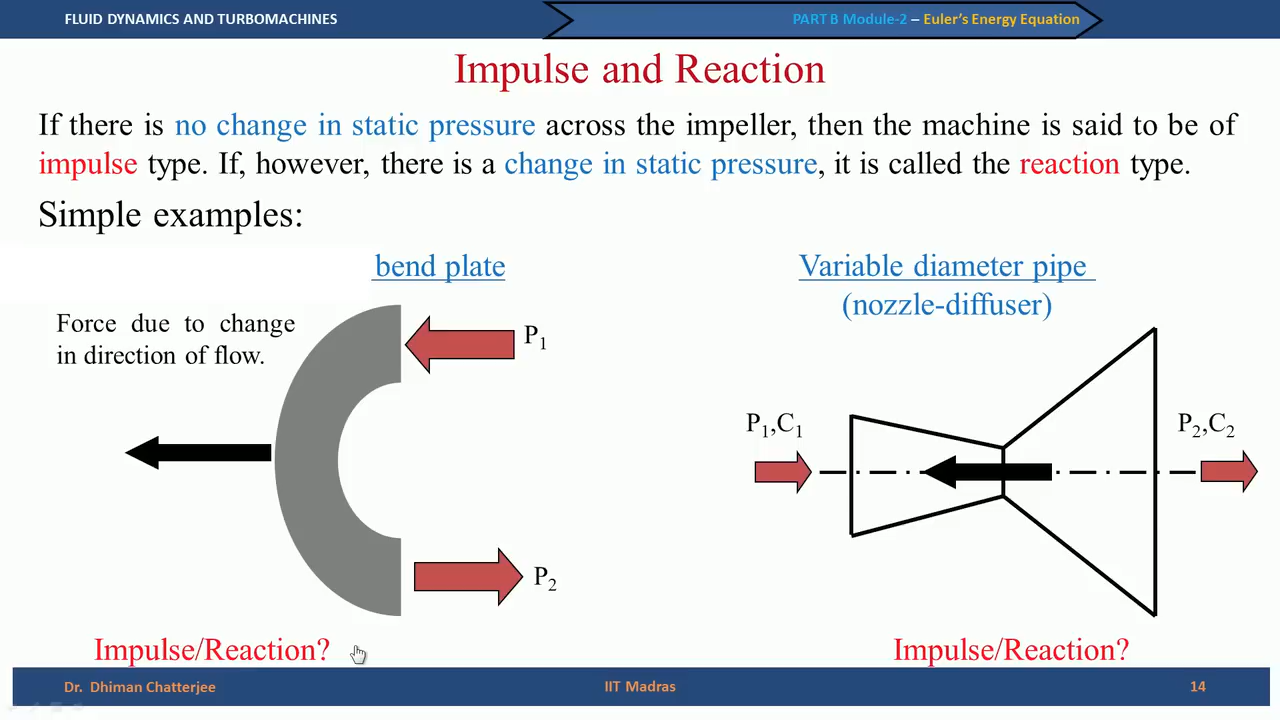 FLUID DYNAMICS AND TURBOMACHINES
PART B Module-2 – Euler's Energy Equation
Impulse and Reaction
If there is no change in static pressure across the impeller, then the machine is said to be of
impulse type. If, however, there is a change in static pressure, it is called the reaction type.
Simple examples:
bend plate
Force due to change
in direction of flow.
P1
P2
Impulse/Reaction?
Variable diameter pipe
(nozzle-diffuser)
P1,C1
P2,C2
Impulse/Reaction?
Dr. Dhiman Chatterjee
IIT Madras
14